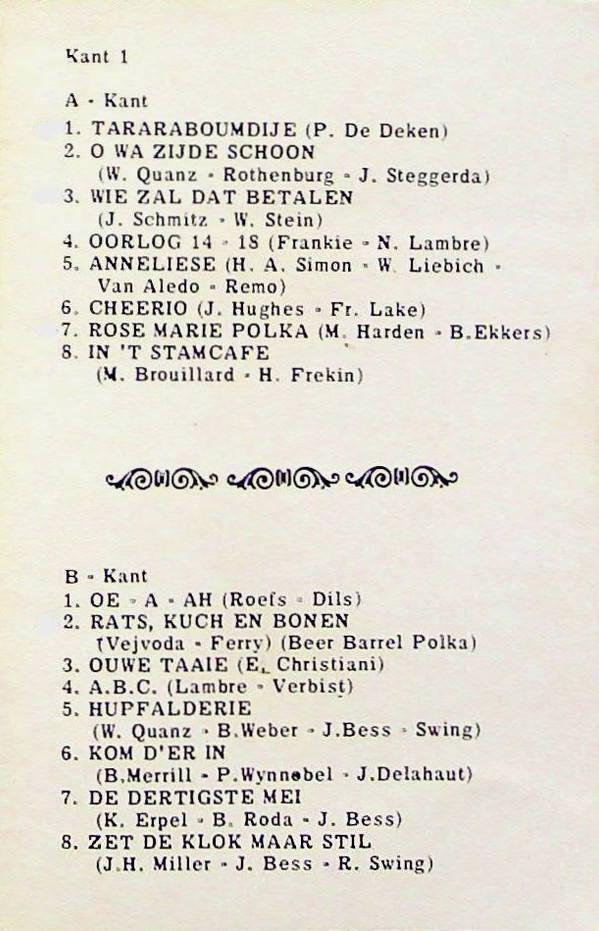 Kant 1
A - Kant
1. TARARABOUMDIJE (P. De Deken)
2. O WA ZIJDE SCHOON
(W. Quanz - Rothenburg - J. Steggerda)
3. WIE ZAL DAT BETALEN
(J. Schmitz - W. Stein)
4. OORLOG 14 - 18 (Frankie - N. Lambre)
5. ANNELIESE (H. A. Simon - W. Liebich -
Van Aledo - Remo)
6. CHEERIO (J. Hughes - Fr. Lake)
7. ROSE MARIE POLKA (M. Harden - B.Ekkers)
8. IN 'T STAMCAFE
(M. Brouillard - H. Frekin)
B - Kant
1. OE - A - AH (Roefs - Dils)
2. RATS, KUCH EN BONEN
(Vejvoda - Ferry) (Beer Barrel Polka)
3. OUWE TAAIE (E. Christiani)
4. A.B.C. (Lambre - Verbist)
5. HUPFALDERIE
(W. Quanz - B.Weber - J.Bess - Swing)
6. KOM D'ER IN
(B.Merrill - P.Wynnebel - J.Delahaut)
7. DE DERTIGSTE MEI
(K. Erpel - B. Roda - J. Bess)
8. ZET DE KLOK MAAR STIL
(J.H. Miller - J. Bess - R. Swing)